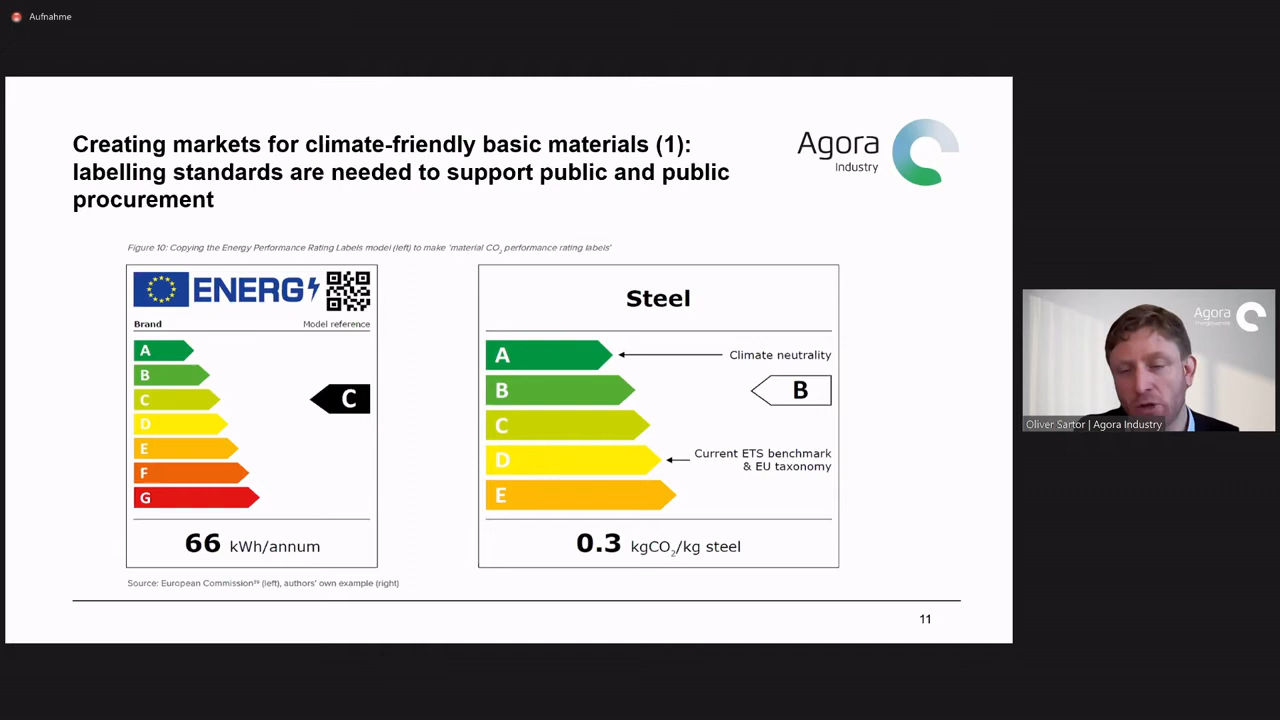 Aufnahme
Creating markets for climate-friendly basic materials (1):
labelling standards are needed to support public and public
procurement
Agora
Industry
Figure 10: Copying the Energy Performance Rating Labels model (left) to make ‘material CO₂ performance rating labels’
ENERG
Brand Model reference
A
B
C
C
D
E
F
G
66 kWh/annum
Steel
A Climate neutrality
B B
C
D Current ETS benchmark
& EU taxonomy
E
0.3 kgCO₂/kg steel
Source: European Commission³⁹ (left), authors’ own example (right)
11
Agora
Oliver Sartor | Agora Industry